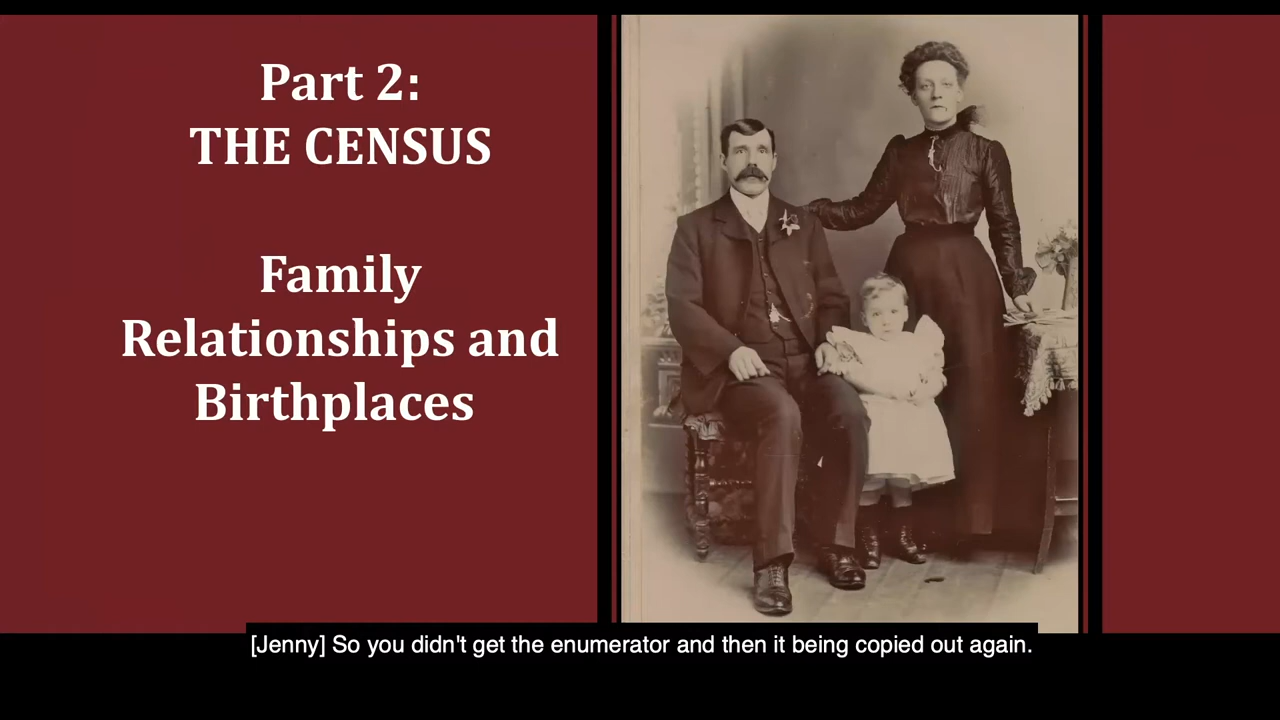 Part 2:
THE CENSUS
Family
Relationships and
Birthplaces
[Jenny] So you didn't get the enumerator and then it being copied out again.